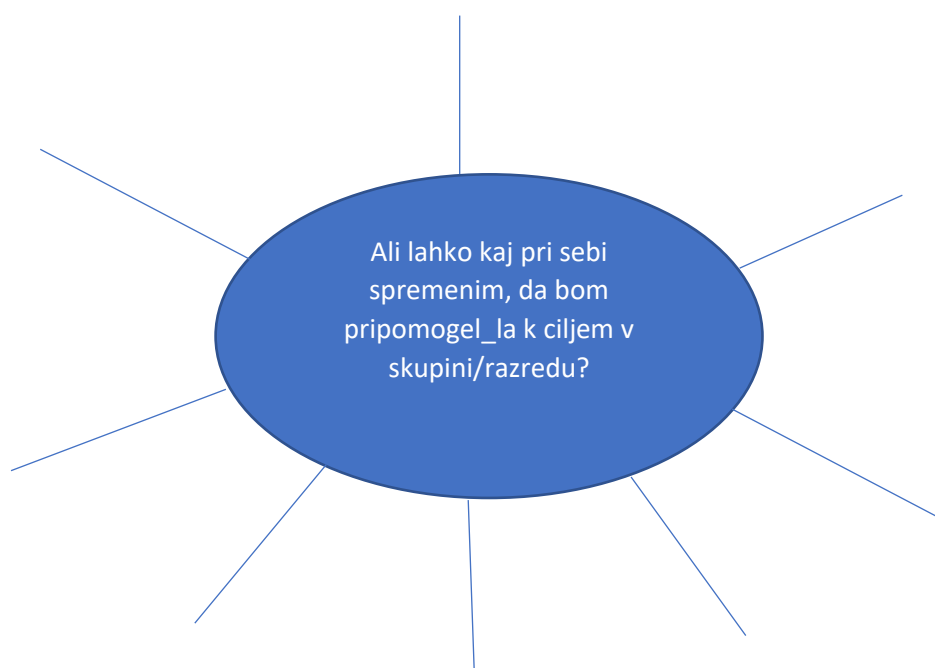 Ali lahko kaj pri sebi
spremenim, da bom
pripomogel_la k ciljem v
skupini/razredu?